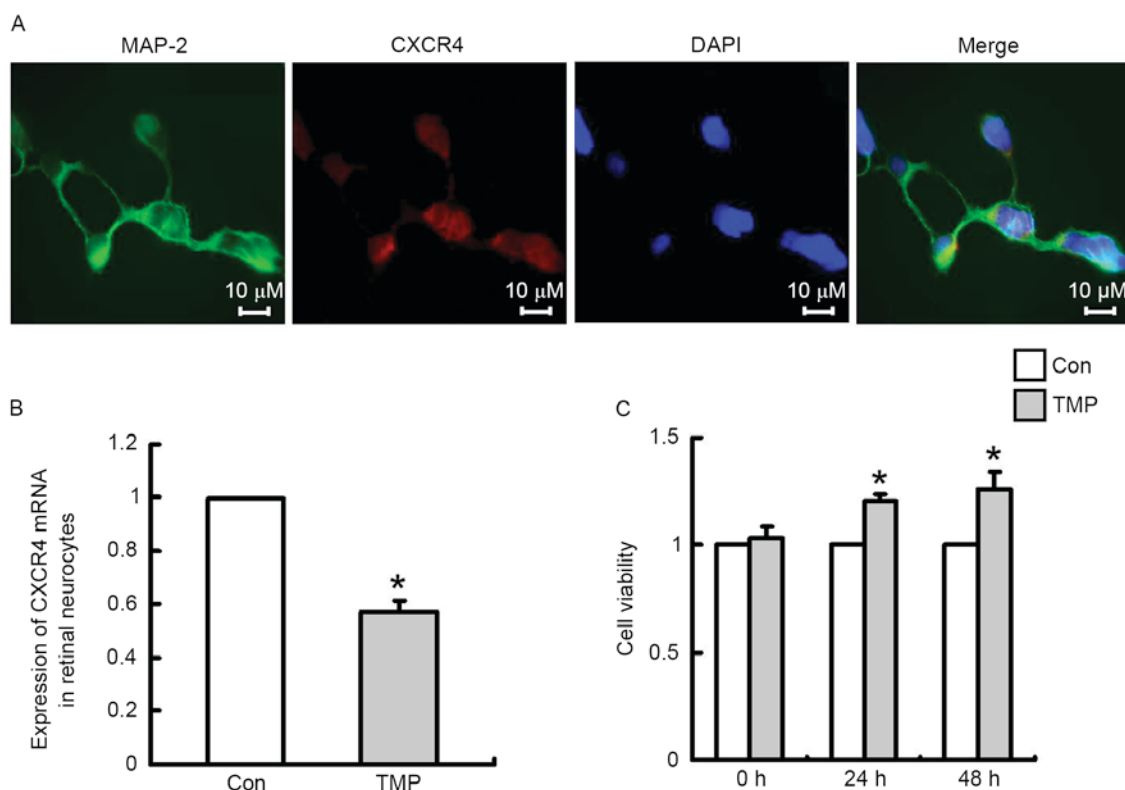 A
MAP-2 CXCR4 DAPI Merge
10 μM 10 μM 10 μM 10 μM
Con
TMP
B
Expression of CXCR4 mRNA
in retinal neurocytes
1.2
1
0.8
0.6
0.4
0.2
0
*
Con TMP
C
Cell viability
1.5
1
0.5
0
* *
0 h 24 h 48 h